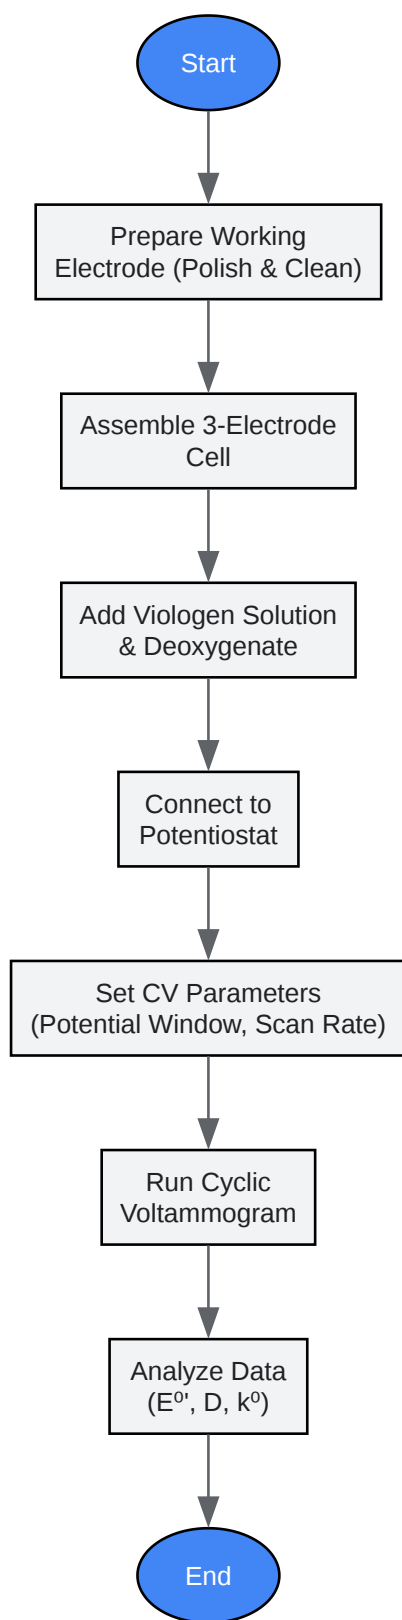 Start
Prepare Working
Electrode (Polish & Clean)
Assemble 3-Electrode
Cell
Add Viologen Solution
& Deoxygenate
Connect to
Potentiostat
Set CV Parameters
(Potential Window, Scan Rate)
Run Cyclic
Voltammogram
Analyze Data
(E⁰', D, k⁰)
End